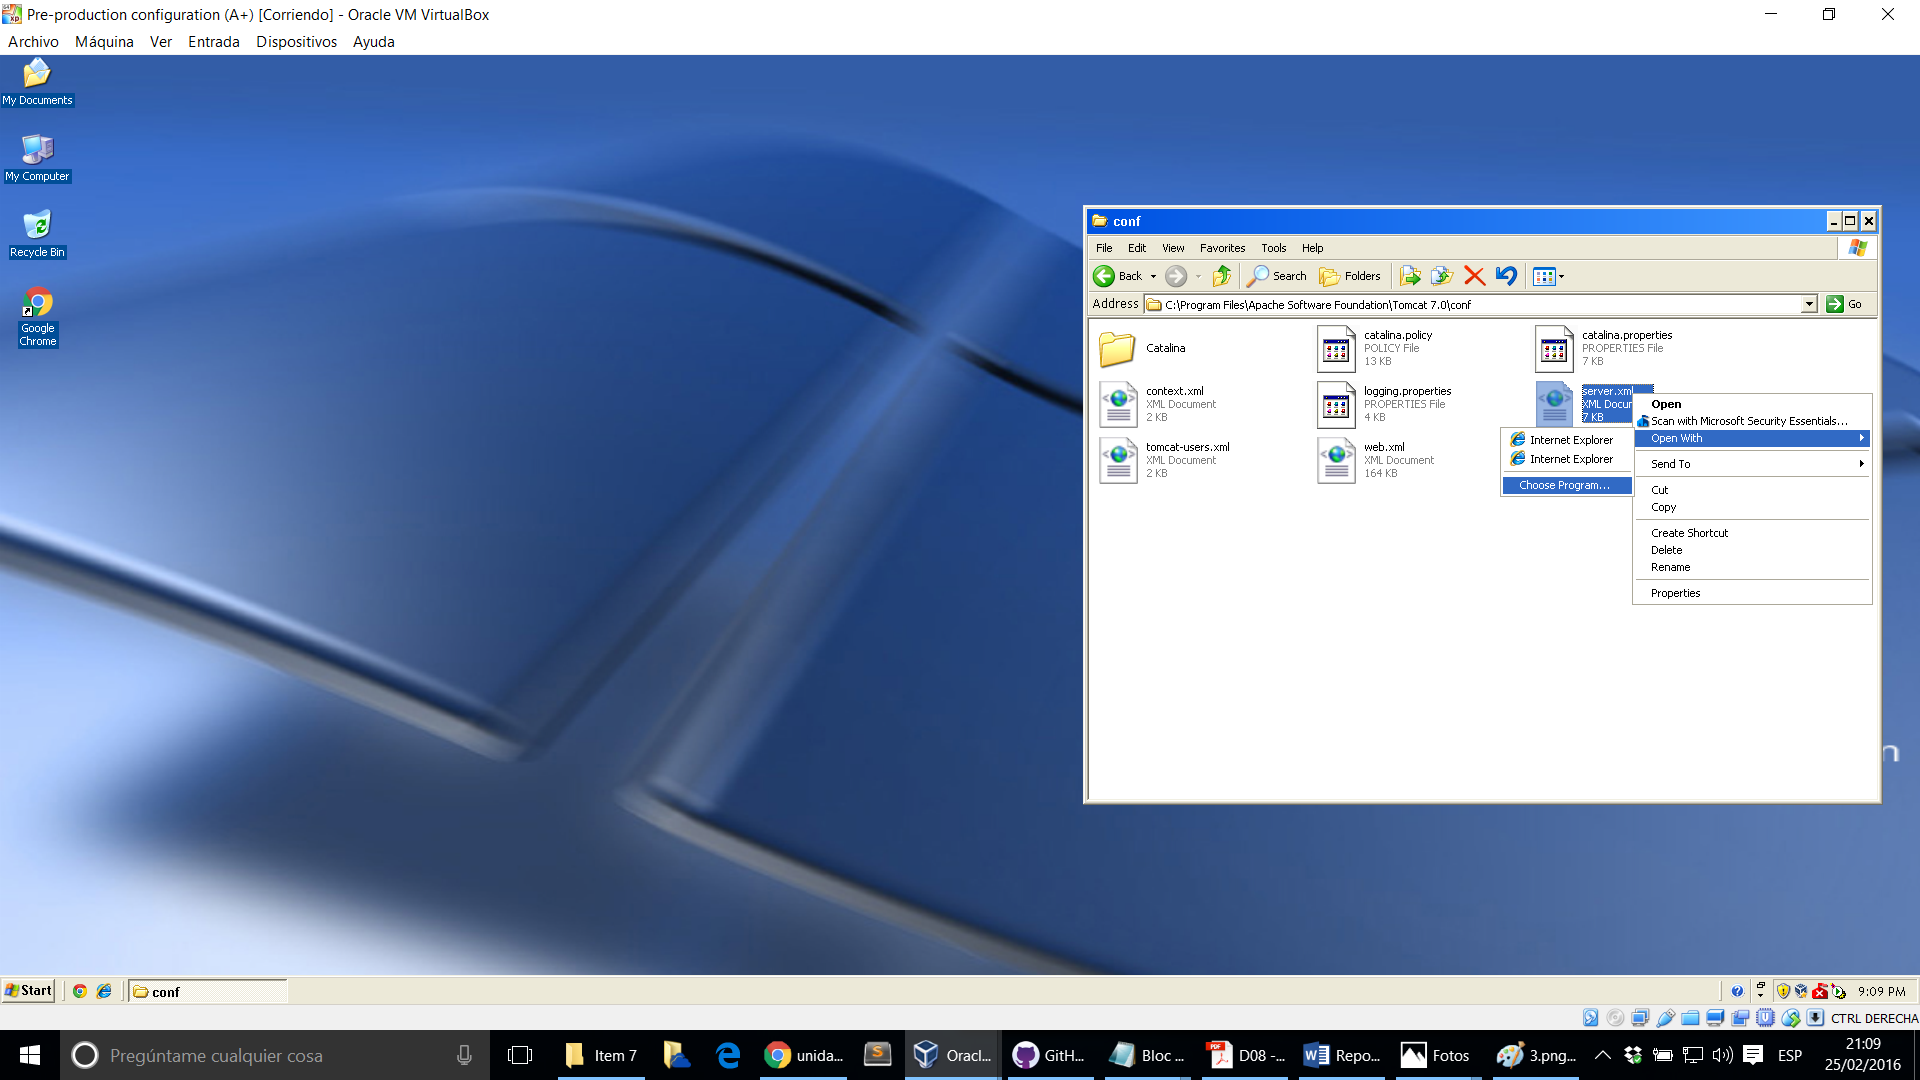 Pre-production configuration (A+) [Corriendo] - Oracle VM VirtualBox
Archivo Máquina Ver Entrada Dispositivos Ayuda
My Documents
My Computer
Recycle Bin
Google
Chrome
conf
File Edit View Favorites Tools Help
Back Search Folders
Address C:\Program Files\Apache Software Foundation\Tomcat 7.0\conf Go
Catalina
catalina.policy
POLICY File
13 KB
catalina.properties
PROPERTIES File
7 KB
context.xml
XML Document
2 KB
logging.properties
PROPERTIES File
4 KB
server.xml
XML Docum
7 KB
tomcat-users.xml
XML Document
2 KB
web.xml
XML Document
164 KB
Open
Scan with Microsoft Security Essentials...
Open With
Send To
Cut
Copy
Create Shortcut
Delete
Rename
Properties
Internet Explorer
Internet Explorer
Choose Program...
n
Start conf 9:09 PM
CTRL DERECHA
Pregúntame cualquier cosa
Item 7 unida... Oracl... GitH... Bloc ... D08 -... Repo... Fotos 3.png... ESP
21:09
25/02/2016